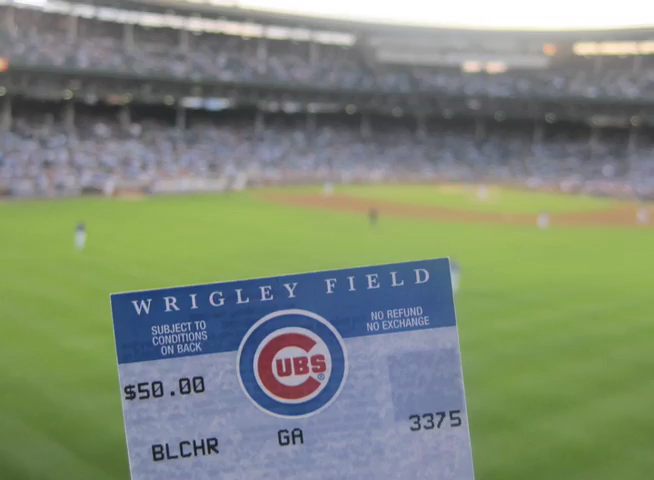 WRIGLEY FIELD
SUBJECT TO
CONDITIONS
ON BACK
NO REFUND
NO EXCHANGE
CUBS
®
$50.00
BLCHR GA 3375